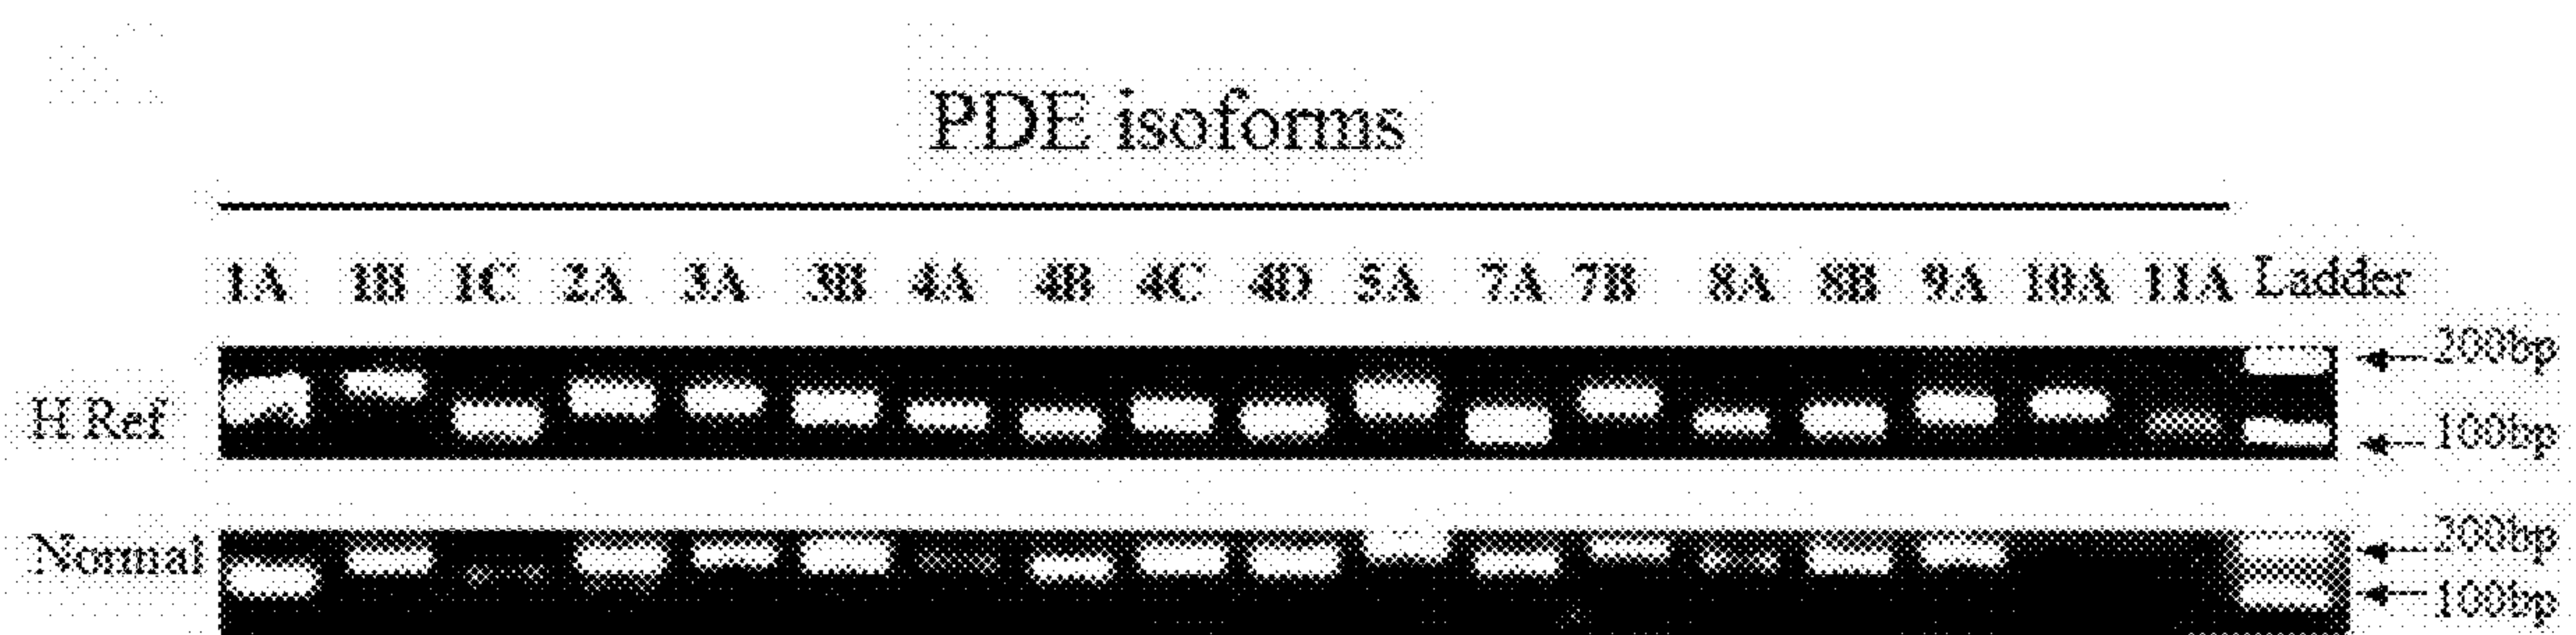 PDE isoforms
1A 1B 1C 2A 3A 3B 4A 4B 4C 4D 5A 7A 7B 8A 8B 9A 10A 11A Ladder
200bp
H Ref
100bp
200bp
Normal
100bp